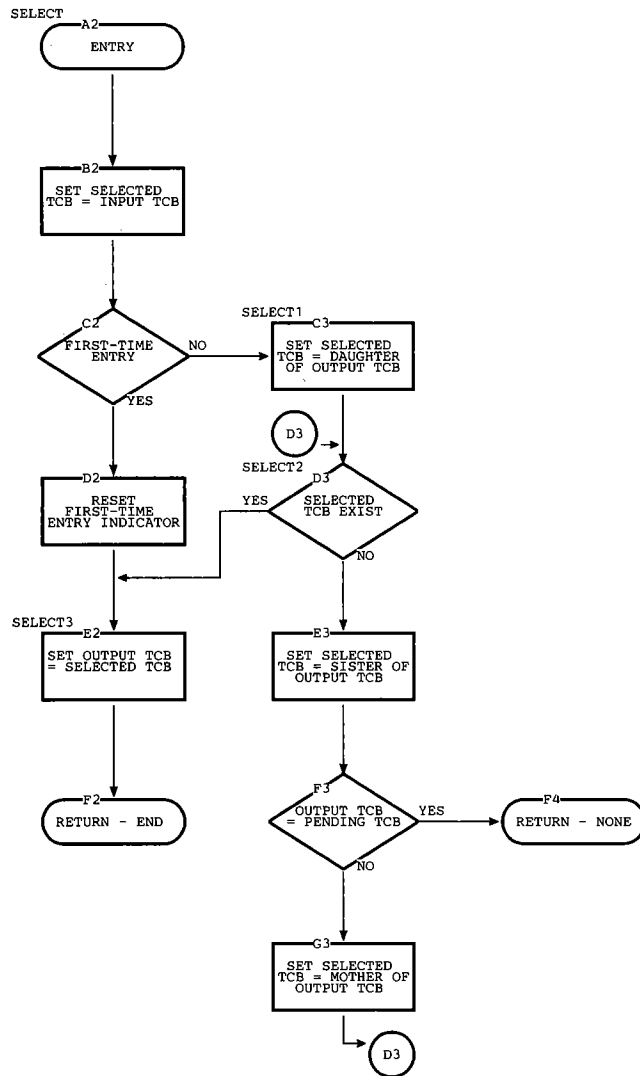 SELECT
A2
ENTRY
B2
SET SELECTED
TCB = INPUT TCB
C2
FIRST-TIME
ENTRY
NO
YES
SELECT1
C3
SET SELECTED
TCB = DAUGHTER
OF OUTPUT TCB
D3
SELECT2
D3
SELECTED
TCB EXIST
YES
NO
D2
RESET
FIRST-TIME
ENTRY INDICATOR
SELECT3
E2
SET OUTPUT TCB
= SELECTED TCB
E3
SET SELECTED
TCB = SISTER OF
OUTPUT TCB
F2
RETURN - END
F3
OUTPUT TCB
= PENDING TCB
YES
NO
F4
RETURN - NONE
G3
SET SELECTED
TCB = MOTHER OF
OUTPUT TCB
D3